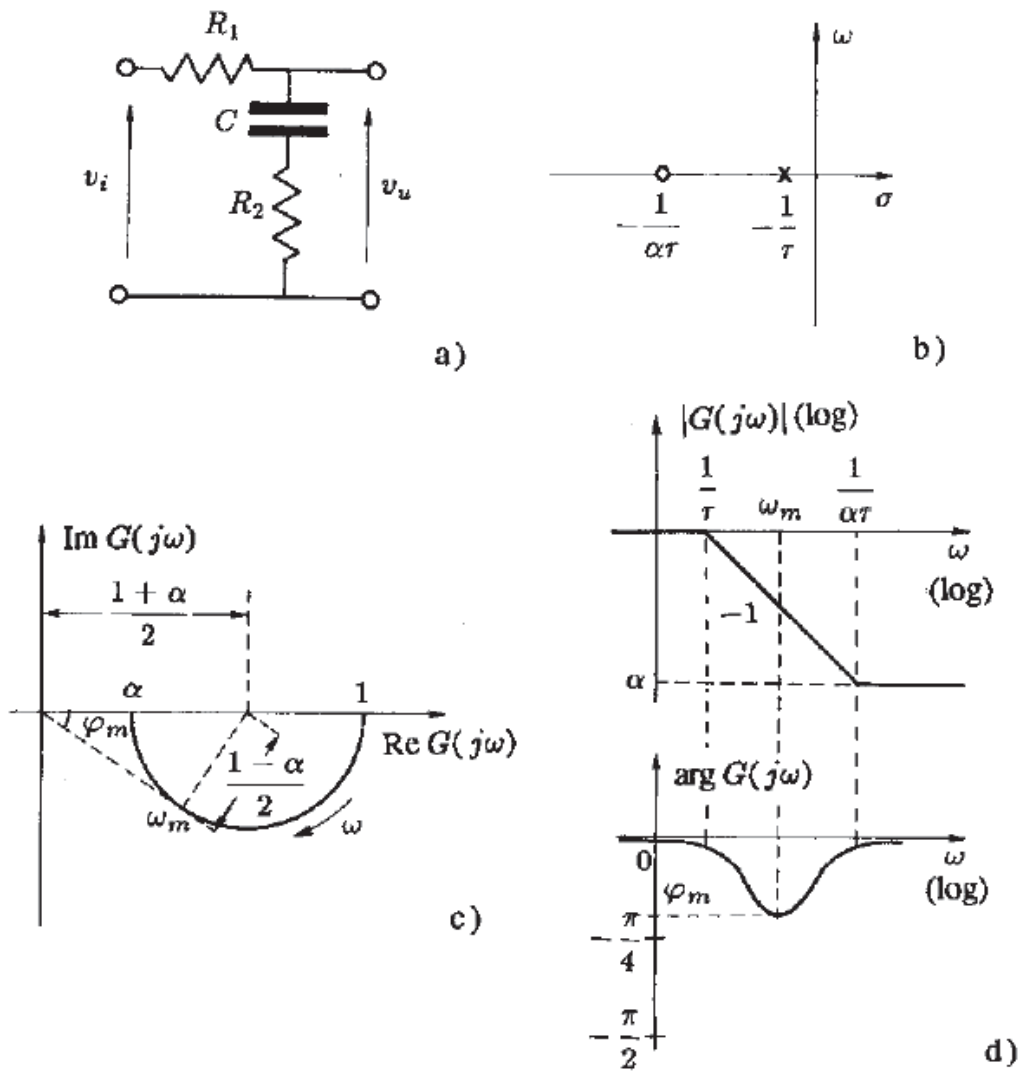 R₁
C
vᵢ
R₂
vᵤ
a)
ω
σ
−1/ατ
−1/τ
b)
Im G(jω)
(1 + α)/2
α
1
φₘ
Re G(jω)
(1 − α)/2
ωₘ
ω
c)
|G(jω)| (log)
1/τ
ωₘ
1/ατ
ω
(log)
−1
α
arg G(jω)
0
ω
(log)
φₘ
−π/4
−π/2
d)